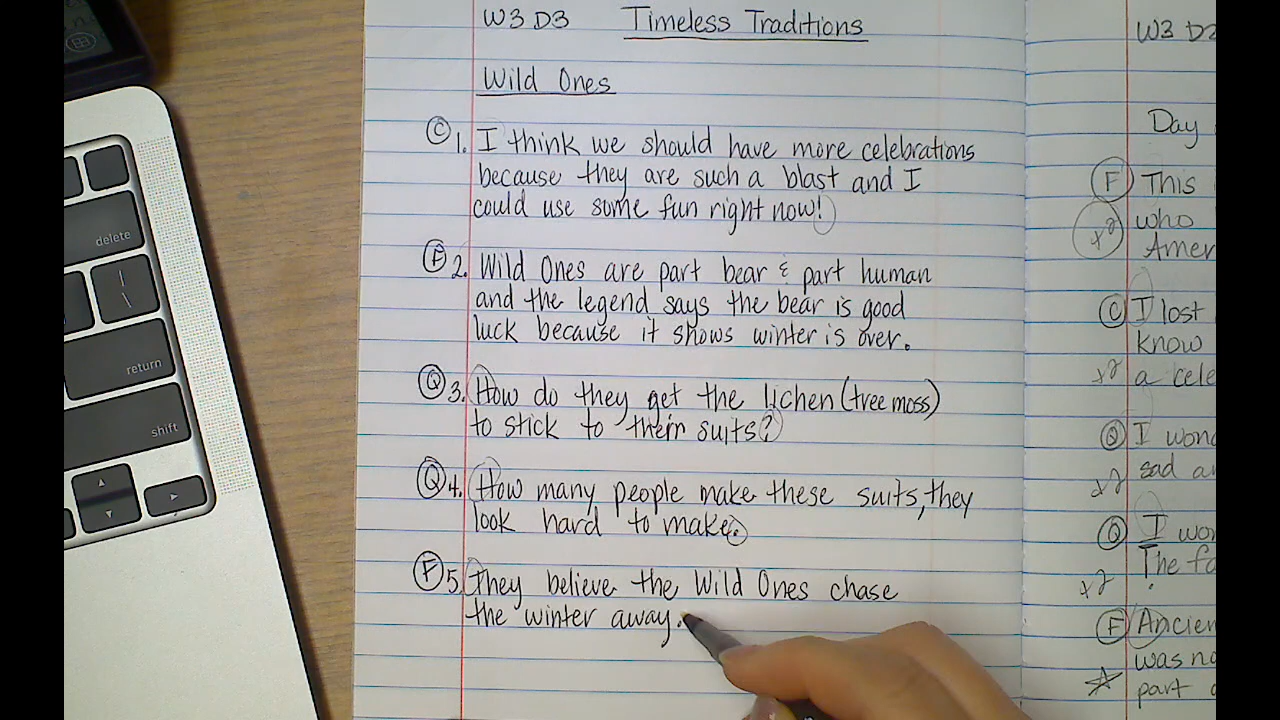 W3 D3 Timeless Traditions
Wild Ones
C 1. I think we should have more celebrations
because they are such a blast and I
could use some fun right now!
F 2. Wild Ones are part bear & part human
and the legend says the bear is good
luck because it shows winter is over.
Q 3. How do they get the lichen (tree moss)
to stick to their suits?
Q 4. How many people make these suits, they
look hard to make.
F 5. They believe the Wild Ones chase
the winter away.
W3 D2
Day
F This
x2 who
C I lost
know
x2 a
Q I
x2 sad
Q I
The
x2
F
was
part
delete
|
\
return
shift